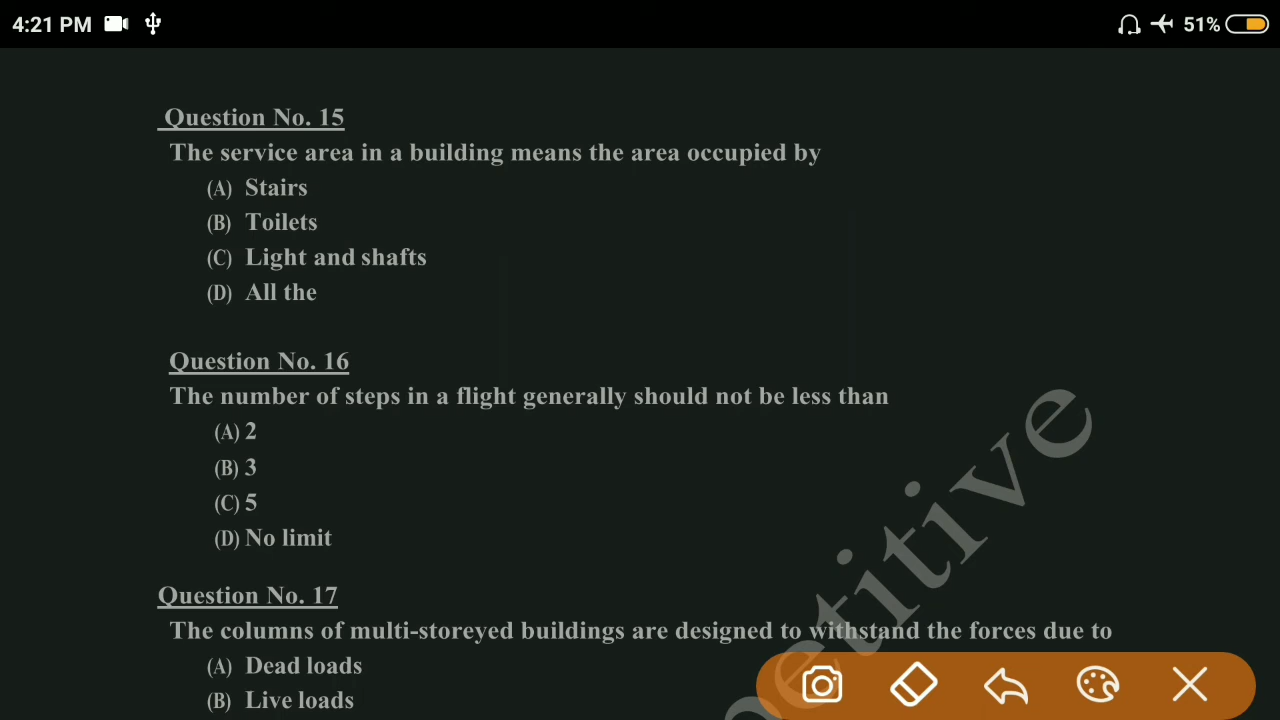 4:21 PM
51%
Question No. 15
The service area in a building means the area occupied by
(A) Stairs
(B) Toilets
(C) Light and shafts
(D) All the
Question No. 16
The number of steps in a flight generally should not be less than
(A) 2
(B) 3
(C) 5
(D) No limit
Question No. 17
The columns of multi-storeyed buildings are designed to withstand the forces due to
(A) Dead loads
(B) Live loads
etitive